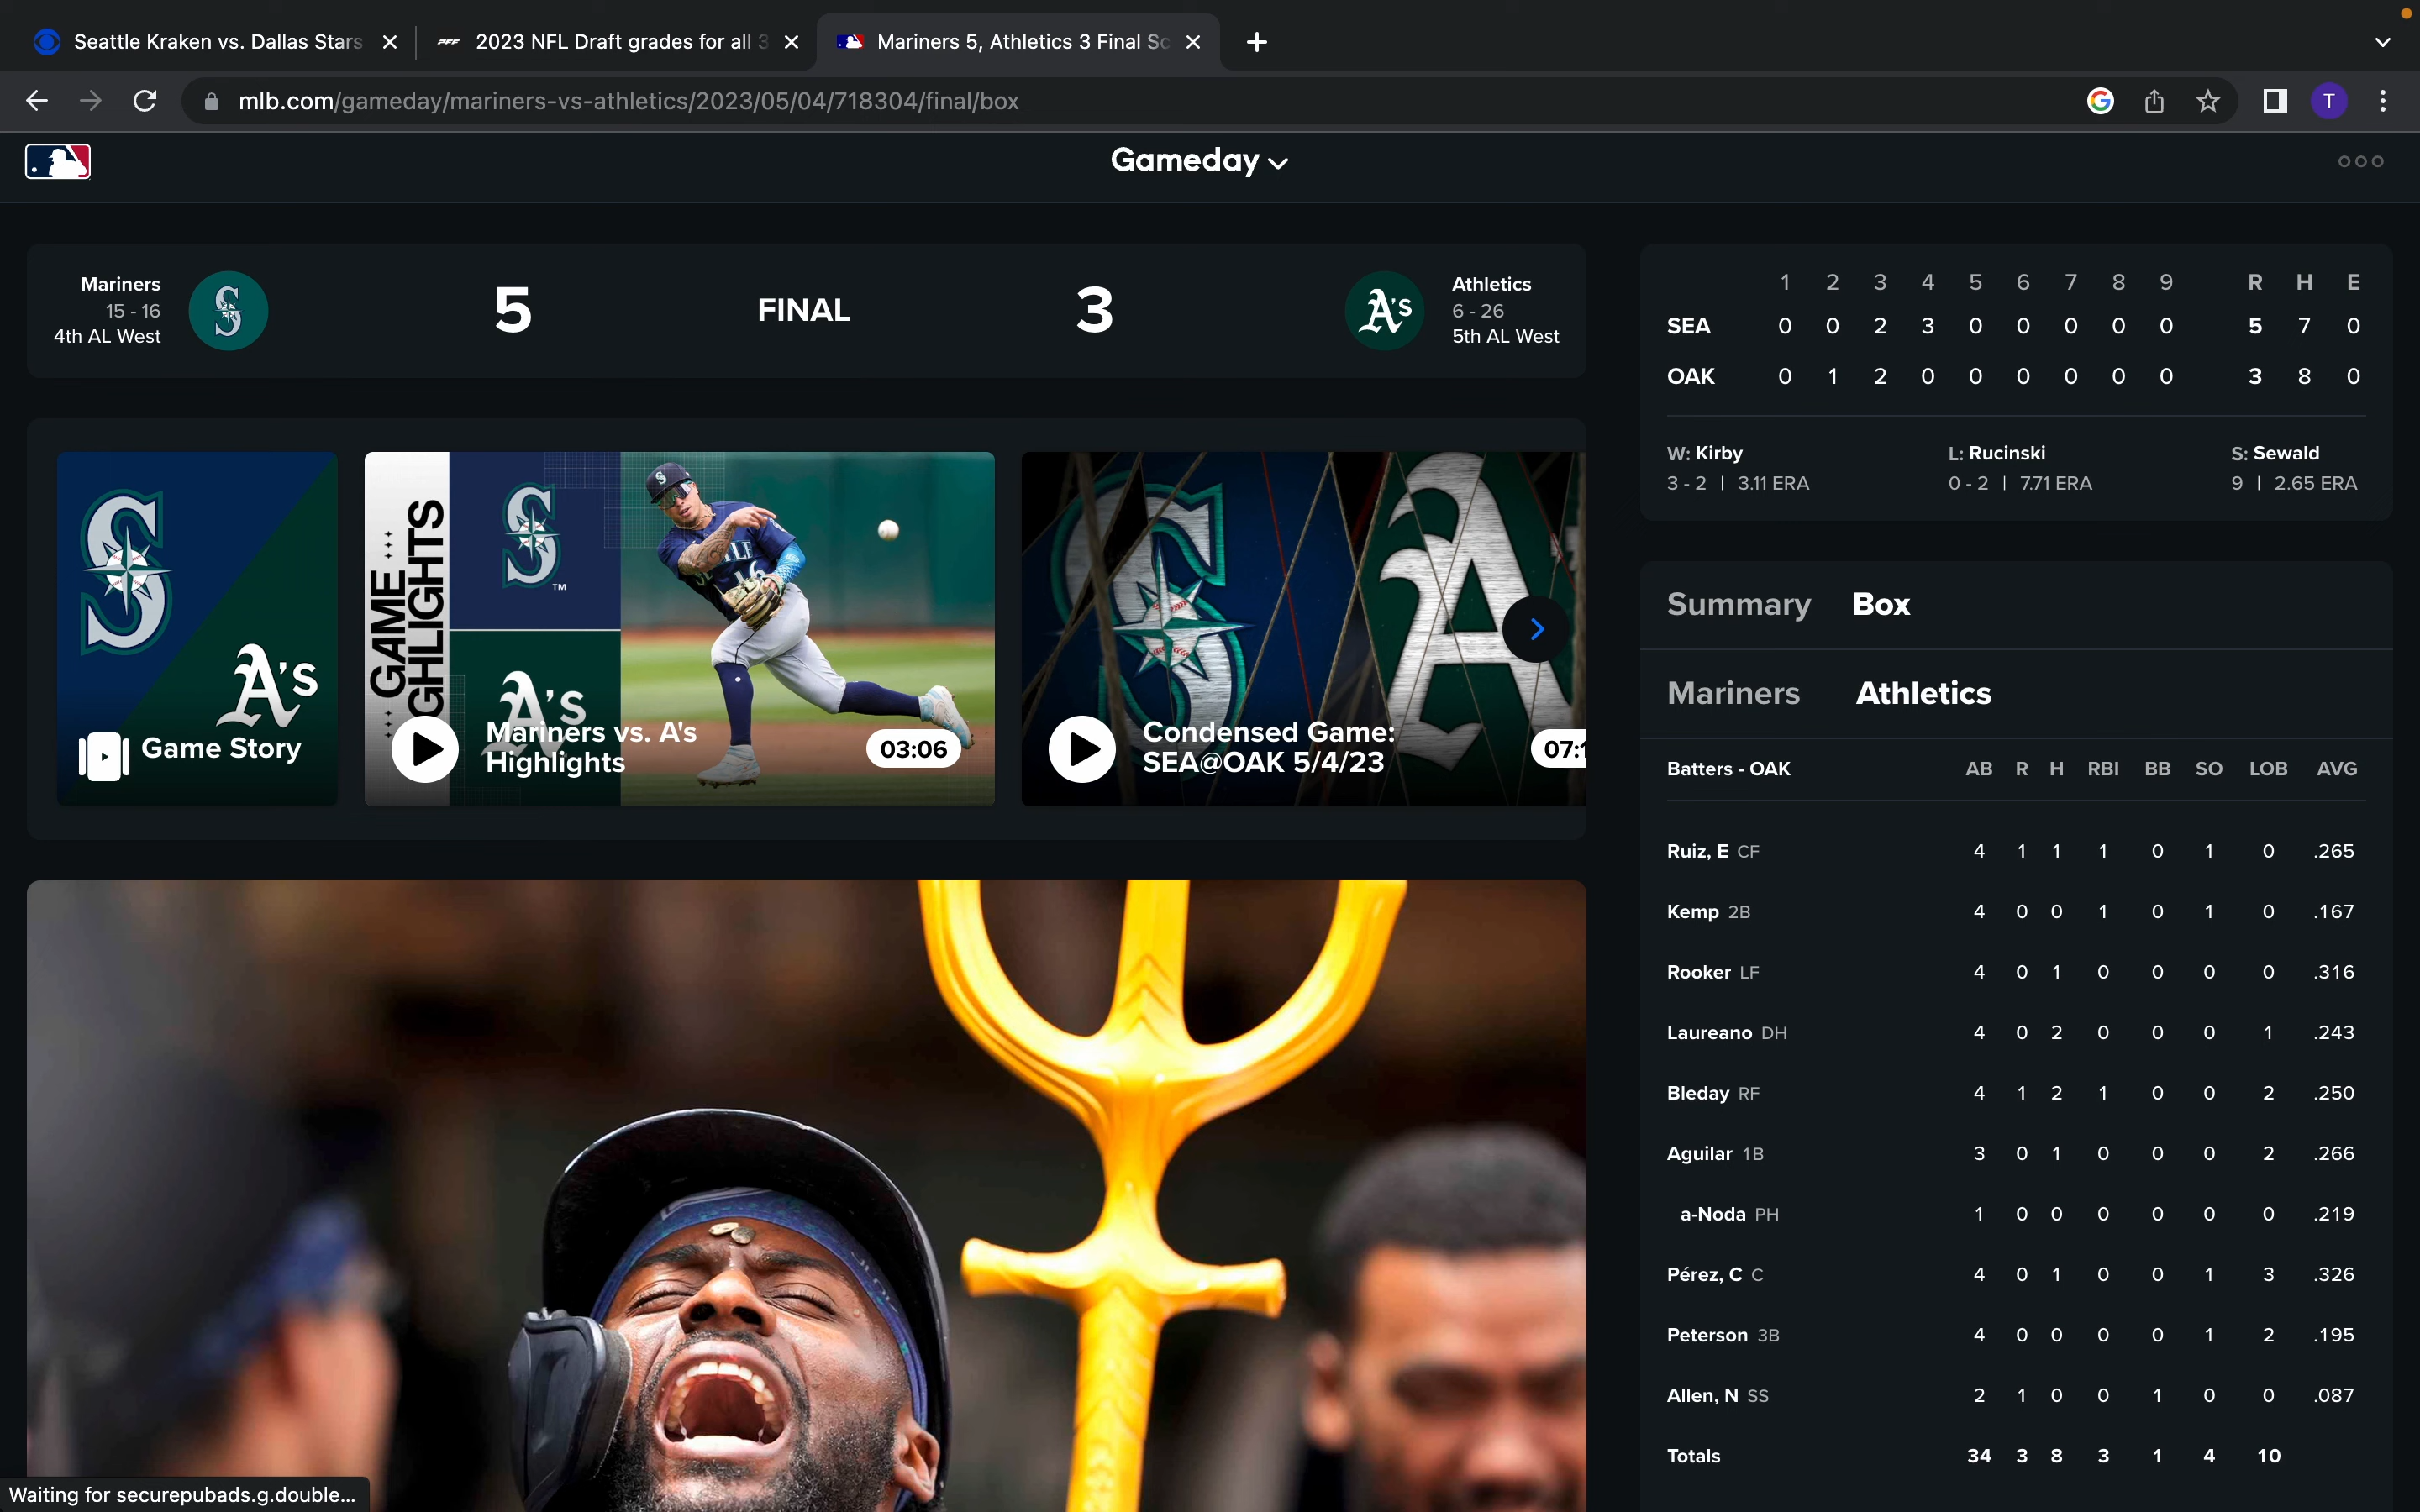 Seattle Kraken vs. Dallas Stars
PFF 2023 NFL Draft grades for all 3
Mariners 5, Athletics 3 Final Sc
mlb.com/gameday/mariners-vs-athletics/2023/05/04/718304/final/box
G
T
Gameday
Mariners
15 - 16
4th AL West
S
5
FINAL
3
A's
Athletics
6 - 26
5th AL West
S
A's
Game Story
GAME
GHLIGHTS
S
TM
A's
16
Mariners vs. A's
Highlights
03:06
S
A
Condensed Game:
SEA@OAK 5/4/23
07:1
1 2 3 4 5 6 7 8 9 R H E
SEA 0 0 2 3 0 0 0 0 0 5 7 0
OAK 0 1 2 0 0 0 0 0 0 3 8 0
W: Kirby
3 - 2 | 3.11 ERA
L: Rucinski
0 - 2 | 7.71 ERA
S: Sewald
9 | 2.65 ERA
Summary Box
Mariners Athletics
Batters - OAK AB R H RBI BB SO LOB AVG
Ruiz, E CF 4 1 1 1 0 1 0 .265
Kemp 2B 4 0 0 1 0 1 0 .167
Rooker LF 4 0 1 0 0 0 0 .316
Laureano DH 4 0 2 0 0 0 1 .243
Bleday RF 4 1 2 1 0 0 2 .250
Aguilar 1B 3 0 1 0 0 0 2 .266
a-Noda PH 1 0 0 0 0 0 0 .219
Pérez, C C 4 0 1 0 0 1 3 .326
Peterson 3B 4 0 0 0 0 1 2 .195
Allen, N SS 2 1 0 0 1 0 0 .087
Totals 34 3 8 3 1 4 10
Waiting for securepubads.g.double...